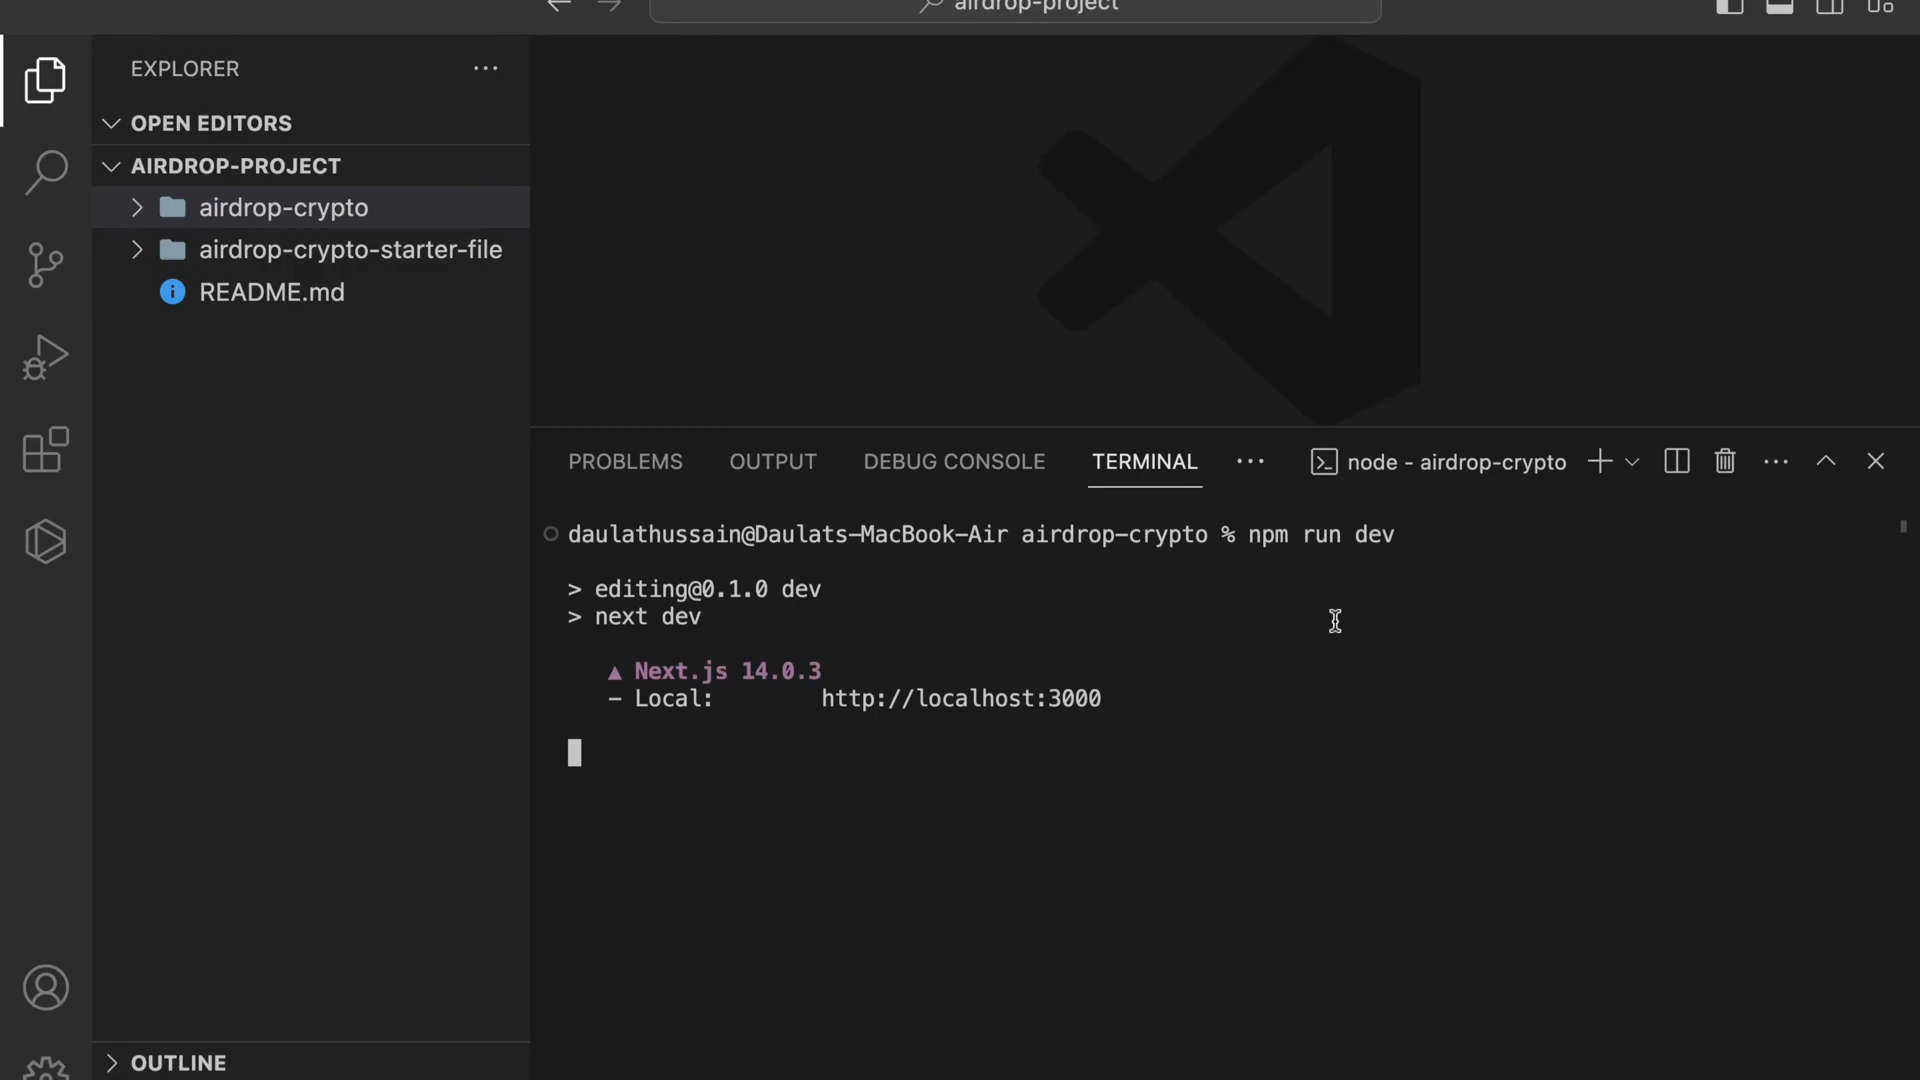 airdrop-project
EXPLORER
OPEN EDITORS
AIRDROP-PROJECT
airdrop-crypto
airdrop-crypto-starter-file
README.md
OUTLINE
PROBLEMS OUTPUT DEBUG CONSOLE TERMINAL node - airdrop-crypto
daulathussain@Daulats-MacBook-Air airdrop-crypto % npm run dev
> editing@0.1.0 dev
> next dev
▲ Next.js 14.0.3
- Local: http://localhost:3000